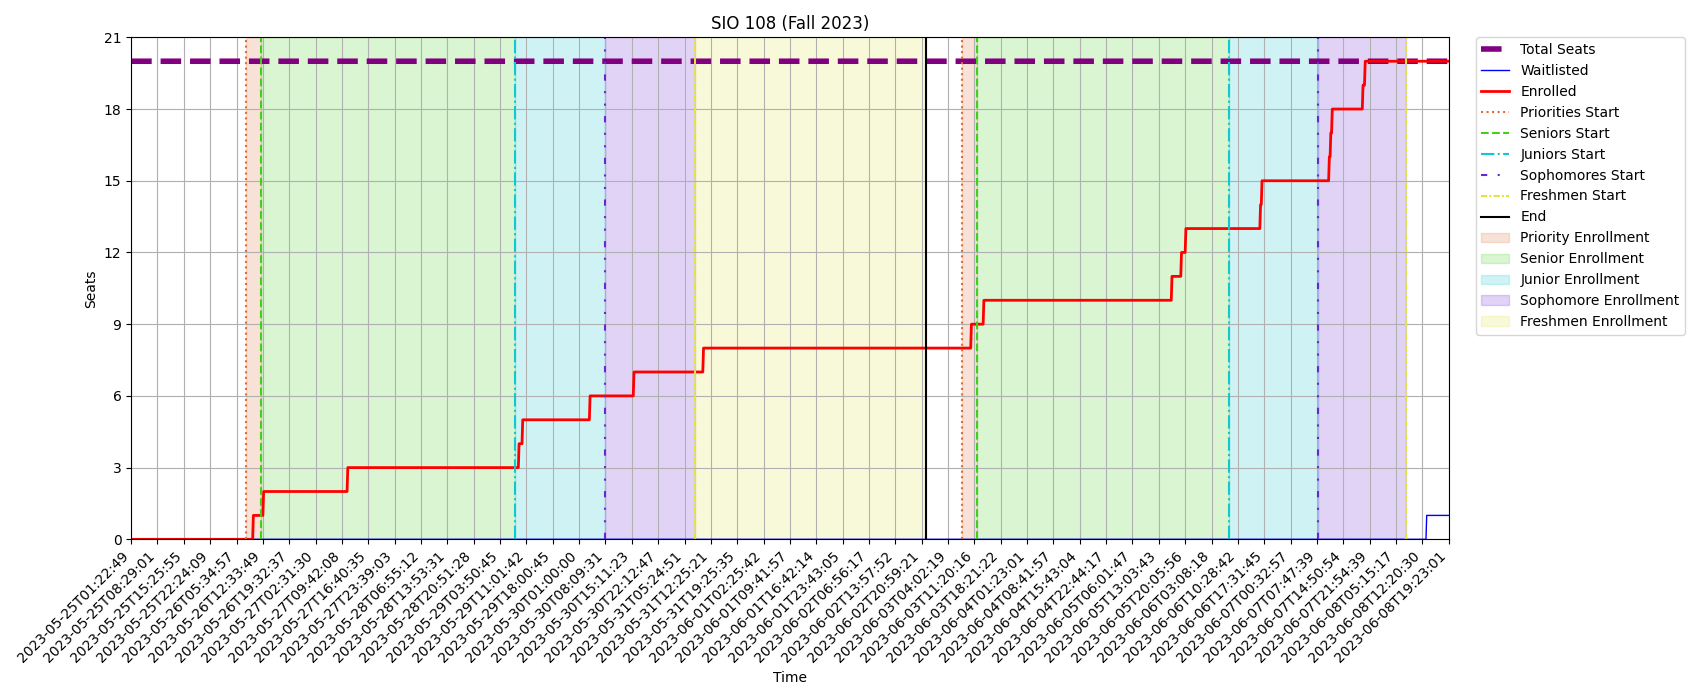 SIO 108 (Fall 2023)
21
18
15
12
9
6
3
0
Seats
2023-05-25T01:22:49
2023-05-25T08:29:01
2023-05-25T15:25:55
2023-05-25T22:24:09
2023-05-26T05:34:57
2023-05-26T12:33:49
2023-05-26T19:32:37
2023-05-27T02:31:30
2023-05-27T09:42:08
2023-05-27T16:40:35
2023-05-27T23:39:03
2023-05-28T06:55:12
2023-05-28T13:53:31
2023-05-28T20:51:28
2023-05-29T03:50:45
2023-05-29T11:01:42
2023-05-29T18:00:45
2023-05-30T01:00:00
2023-05-30T08:09:31
2023-05-30T15:11:23
2023-05-30T22:12:47
2023-05-31T05:24:51
2023-05-31T12:25:21
2023-05-31T19:25:35
2023-06-01T02:25:42
2023-06-01T09:41:57
2023-06-01T16:42:14
2023-06-01T23:43:05
2023-06-02T06:56:17
2023-06-02T13:57:52
2023-06-02T20:59:21
2023-06-03T04:02:19
2023-06-03T11:20:16
2023-06-03T18:21:22
2023-06-04T01:23:01
2023-06-04T08:41:57
2023-06-04T15:43:04
2023-06-04T22:44:17
2023-06-05T06:01:47
2023-06-05T13:03:43
2023-06-05T20:05:56
2023-06-06T03:08:18
2023-06-06T10:28:42
2023-06-06T17:31:45
2023-06-07T00:32:57
2023-06-07T07:47:39
2023-06-07T14:50:54
2023-06-07T21:54:39
2023-06-08T05:15:17
2023-06-08T12:20:30
2023-06-08T19:23:01
Time
Total Seats
Waitlisted
Enrolled
Priorities Start
Seniors Start
Juniors Start
Sophomores Start
Freshmen Start
End
Priority Enrollment
Senior Enrollment
Junior Enrollment
Sophomore Enrollment
Freshmen Enrollment